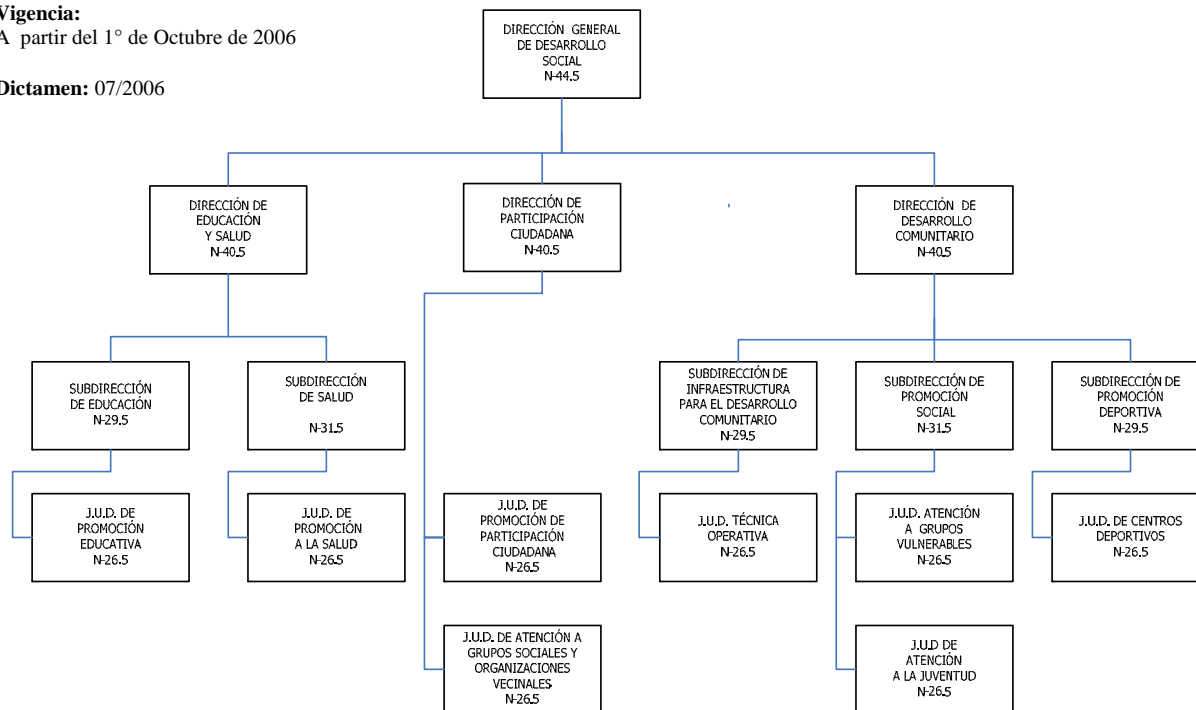 Vigencia:
A partir del 1° de Octubre de 2006
Dictamen: 07/2006
DIRECCIÓN GENERAL
DE DESARROLLO
SOCIAL
N-44.5
DIRECCIÓN DE
EDUCACIÓN
Y SALUD
N-40.5
DIRECCIÓN DE
PARTICIPACIÓN
CIUDADANA
N-40.5
DIRECCIÓN DE
DESARROLLO
COMUNITARIO
N-40.5
SUBDIRECCIÓN
DE EDUCACIÓN
N-29.5
SUBDIRECCIÓN
DE SALUD
N-31.5
SUBDIRECCIÓN DE
INFRAESTRUCTURA
PARA EL DESARROLLO
COMUNITARIO
N-29.5
SUBDIRECCIÓN DE
PROMOCIÓN
SOCIAL
N-31.5
SUBDIRECCIÓN DE
PROMOCIÓN
DEPORTIVA
N-29.5
J.U.D. DE
PROMOCIÓN
EDUCATIVA
N-26.5
J.U.D. DE
PROMOCIÓN
A LA SALUD
N-26.5
J.U.D. DE
PROMOCIÓN DE
PARTICIPACIÓN
CIUDADANA
N-26.5
J.U.D. TÉCNICA
OPERATIVA
N-26.5
J.U.D. ATENCIÓN
A GRUPOS
VULNERABLES
N-26.5
J.U.D. DE CENTROS
DEPORTIVOS
N-26.5
J.U.D. DE ATENCIÓN A
GRUPOS SOCIALES Y
ORGANIZACIONES
VECINALES
N-26.5
J.U.D DE
ATENCIÓN
A LA JUVENTUD
N-26.5